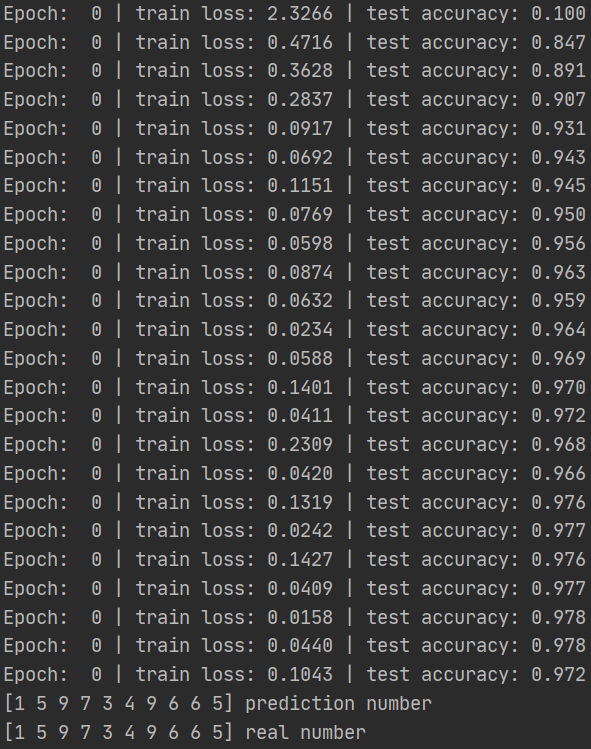 Epoch:  0 | train loss: 2.3266 | test accuracy: 0.100
Epoch:  0 | train loss: 0.4716 | test accuracy: 0.847
Epoch:  0 | train loss: 0.3628 | test accuracy: 0.891
Epoch:  0 | train loss: 0.2837 | test accuracy: 0.907
Epoch:  0 | train loss: 0.0917 | test accuracy: 0.931
Epoch:  0 | train loss: 0.0692 | test accuracy: 0.943
Epoch:  0 | train loss: 0.1151 | test accuracy: 0.945
Epoch:  0 | train loss: 0.0769 | test accuracy: 0.950
Epoch:  0 | train loss: 0.0598 | test accuracy: 0.956
Epoch:  0 | train loss: 0.0874 | test accuracy: 0.963
Epoch:  0 | train loss: 0.0632 | test accuracy: 0.959
Epoch:  0 | train loss: 0.0234 | test accuracy: 0.964
Epoch:  0 | train loss: 0.0588 | test accuracy: 0.969
Epoch:  0 | train loss: 0.1401 | test accuracy: 0.970
Epoch:  0 | train loss: 0.0411 | test accuracy: 0.972
Epoch:  0 | train loss: 0.2309 | test accuracy: 0.968
Epoch:  0 | train loss: 0.0420 | test accuracy: 0.966
Epoch:  0 | train loss: 0.1319 | test accuracy: 0.976
Epoch:  0 | train loss: 0.0242 | test accuracy: 0.977
Epoch:  0 | train loss: 0.1427 | test accuracy: 0.976
Epoch:  0 | train loss: 0.0409 | test accuracy: 0.977
Epoch:  0 | train loss: 0.0158 | test accuracy: 0.978
Epoch:  0 | train loss: 0.0440 | test accuracy: 0.978
Epoch:  0 | train loss: 0.1043 | test accuracy: 0.972
[1 5 9 7 3 4 9 6 6 5] prediction number
[1 5 9 7 3 4 9 6 6 5] real number